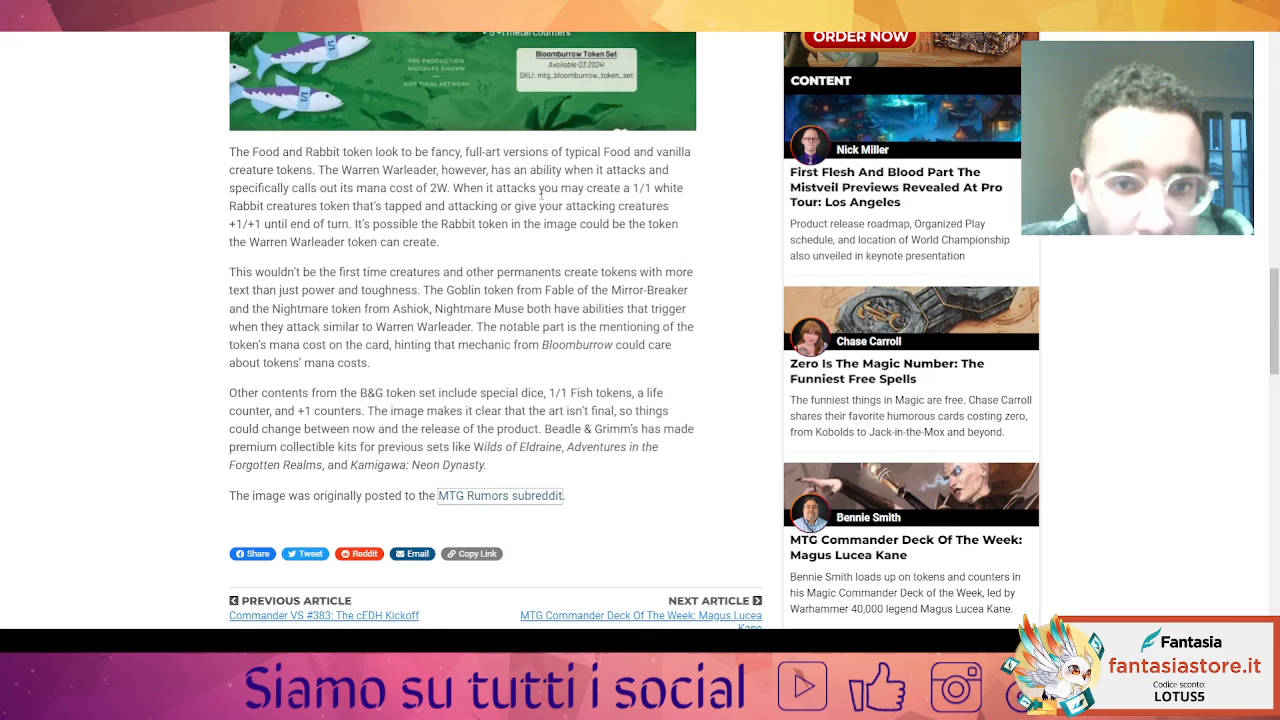 5 +1 metal counters
Bloomburrow Token Set
Available Q3 2024!
SKU: mtg_bloomburrow_token_set
PRE PRODUCTION
MOCKUPS SHOWN
NOT FINAL ARTWORK
1/1
1/1
The Food and Rabbit token look to be fancy, full-art versions of typical Food and vanilla
creature tokens. The Warren Warleader, however, has an ability when it attacks and
specifically calls out its mana cost of 2W. When it attacks you may create a 1/1 white
Rabbit creatures token that's tapped and attacking or give your attacking creatures
+1/+1 until end of turn. It's possible the Rabbit token in the image could be the token
the Warren Warleader token can create.
This wouldn't be the first time creatures and other permanents create tokens with more
text than just power and toughness. The Goblin token from Fable of the Mirror-Breaker
and the Nightmare token from Ashiok, Nightmare Muse both have abilities that trigger
when they attack similar to Warren Warleader. The notable part is the mentioning of the
token's mana cost on the card, hinting that mechanic from Bloomburrow could care
about tokens' mana costs.
Other contents from the B&G token set include special dice, 1/1 Fish tokens, a life
counter, and +1 counters. The image makes it clear that the art isn't final, so things
could change between now and the release of the product. Beadle & Grimm's has made
premium collectible kits for previous sets like Wilds of Eldraine, Adventures in the
Forgotten Realms, and Kamigawa: Neon Dynasty.
The image was originally posted to the MTG Rumors subreddit.
Share Tweet Reddit Email Copy Link
PREVIOUS ARTICLE
Commander VS #383: The cEDH Kickoff
NEXT ARTICLE
MTG Commander Deck Of The Week: Magus Lucea
Kane
ORDER NOW
CONTENT
Nick Miller
First Flesh And Blood Part The
Mistveil Previews Revealed At Pro
Tour: Los Angeles
Product release roadmap, Organized Play
schedule, and location of World Championship
also unveiled in keynote presentation
Chase Carroll
Zero Is The Magic Number: The
Funniest Free Spells
The funniest things in Magic are free. Chase Carroll
shares their favorite humorous cards costing zero,
from Kobolds to Jack-in-the-Mox and beyond.
Bennie Smith
MTG Commander Deck Of The Week:
Magus Lucea Kane
Bennie Smith loads up on tokens and counters in
his Magic Commander Deck of the Week, led by
Warhammer 40,000 legend Magus Lucea Kane.
Siamo su tutti i social
Fantasia
fantasiastore.it
Codice sconto:
LOTUS5